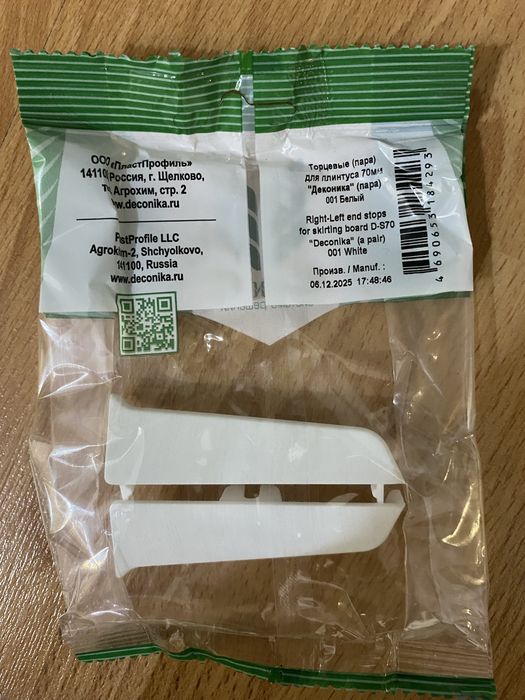 ООО «ПластПрофиль»
РОССИЯ, г. Щелково,
Агрохим, стр. 2
www.deconika.ru
PlastProfile LLC
Shchyolkovo,
141100, Russia
www.deconika.ru
Торцевые (пара)
для плинтуса 70мм
"Деконика" (пара)
001 Белый
Right-Left end stops
for skirting board D-S70
"Deconika" (a pair)
001 White
Произв. / Manuf. :
06.12.2025 17:48:46
4690653184293